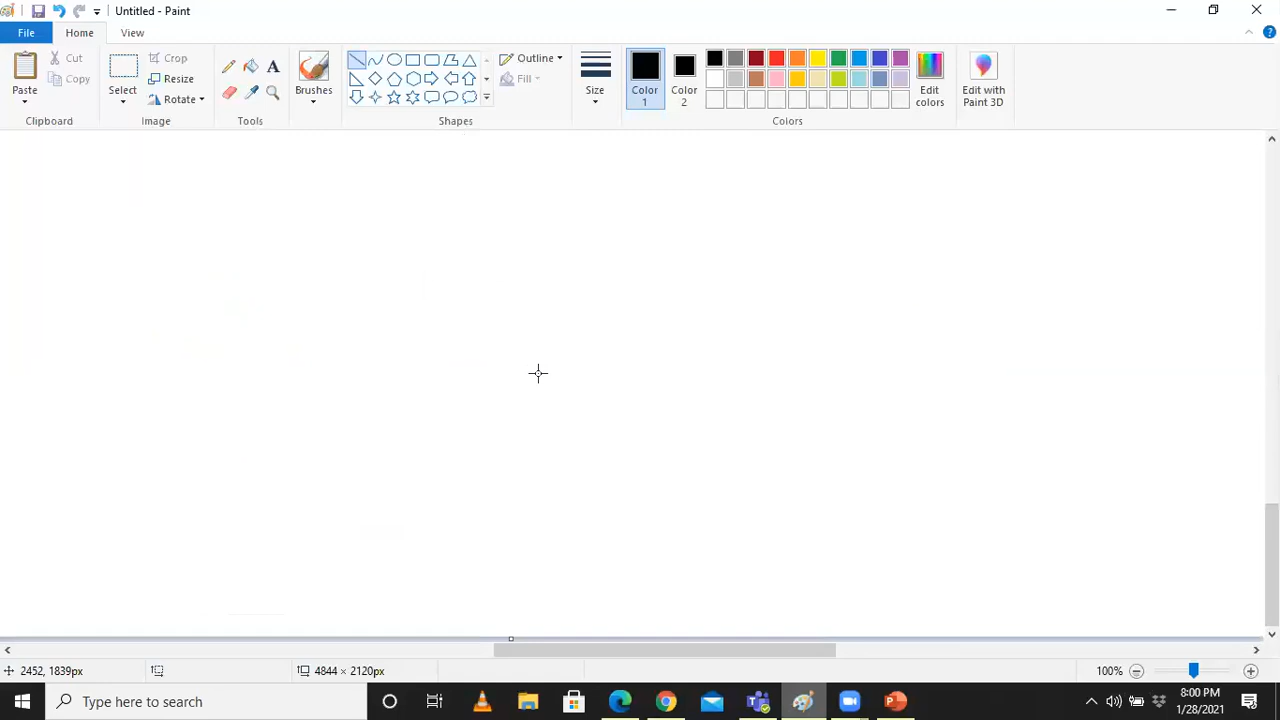 Untitled - Paint
File Home View
Paste
Cut
Copy
Clipboard
Select
Crop
Resize
Rotate
Image
A
Tools
Brushes
Shapes
Outline
Fill
Size
Color 1
Color 2
Colors
Edit colors
Edit with Paint 3D
2452, 1839px
4844 × 2120px
100%
Type here to search
8:00 PM
1/28/2021